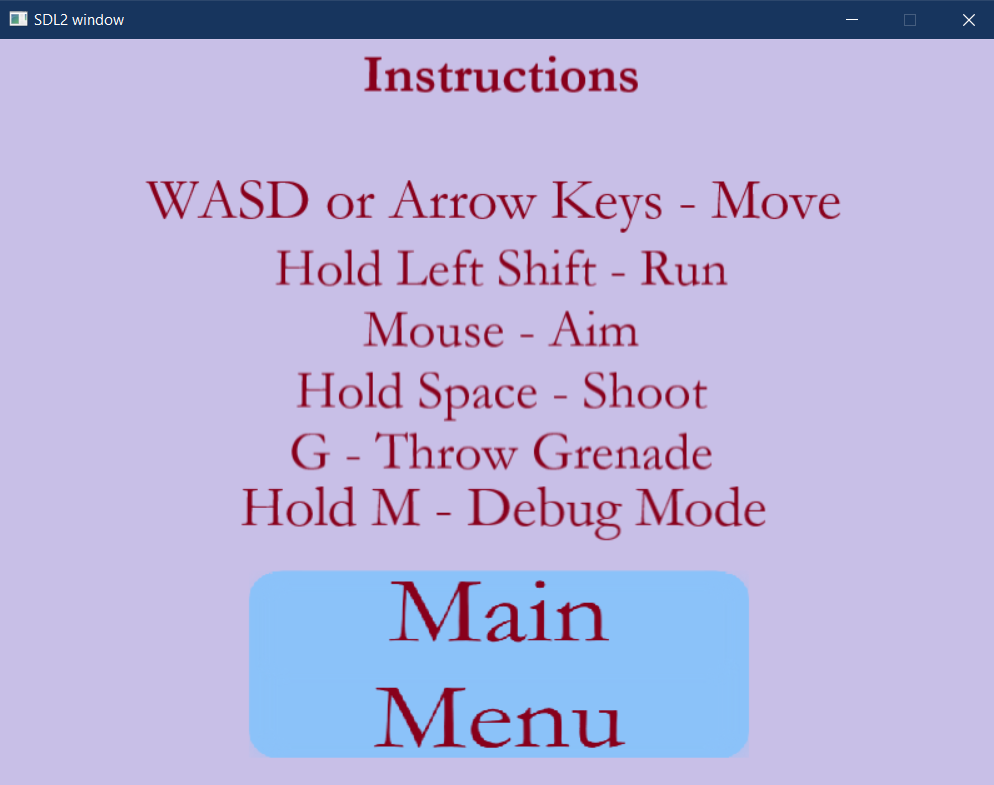 SDL2 window
Instructions
WASD or Arrow Keys - Move
Hold Left Shift - Run
Mouse - Aim
Hold Space - Shoot
G - Throw Grenade
Hold M - Debug Mode
Main
Menu